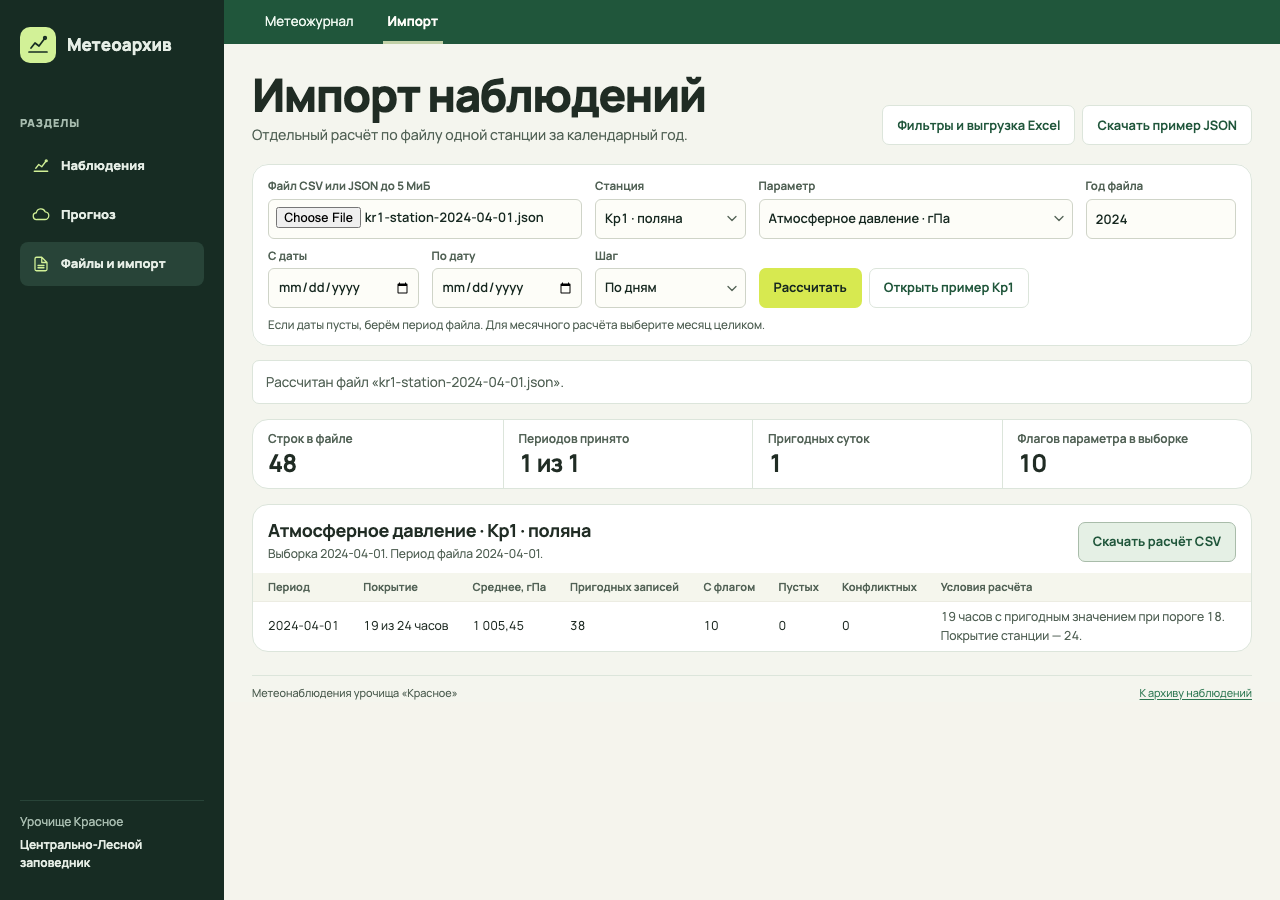 Метеоархив
РАЗДЕЛЫ
Наблюдения
Прогноз
Файлы и импорт
Урочище Красное
Центрально-Лесной
заповедник
Метеожурнал
Импорт
Импорт наблюдений
Отдельный расчёт по файлу одной станции за календарный год.
Фильтры и выгрузка Excel
Скачать пример JSON
Файл CSV или JSON до 5 МиБ
Станция
Параметр
Год файла
Choose File kr1-station-2024-04-01.json
Кр1 · поляна
Атмосферное давление · гПа
2024
С даты
По дату
Шаг
mm/dd/yyyy
mm/dd/yyyy
По дням
Рассчитать
Открыть пример Кр1
Если даты пусты, берём период файла. Для месячного расчёта выберите месяц целиком.
Рассчитан файл «kr1-station-2024-04-01.json».
Строк в файле
48
Периодов принято
1 из 1
Пригодных суток
1
Флагов параметра в выборке
10
Атмосферное давление · Кр1 · поляна
Выборка 2024-04-01. Период файла 2024-04-01.
Скачать расчёт CSV
Период Покрытие Среднее, гПа Пригодных записей С флагом Пустых Конфликтных Условия расчёта
2024-04-01 19 из 24 часов 1 005,45 38 10 0 0 19 часов с пригодным значением при пороге 18.
Покрытие станции — 24.
Метеонаблюдения урочища «Красное»
К архиву наблюдений